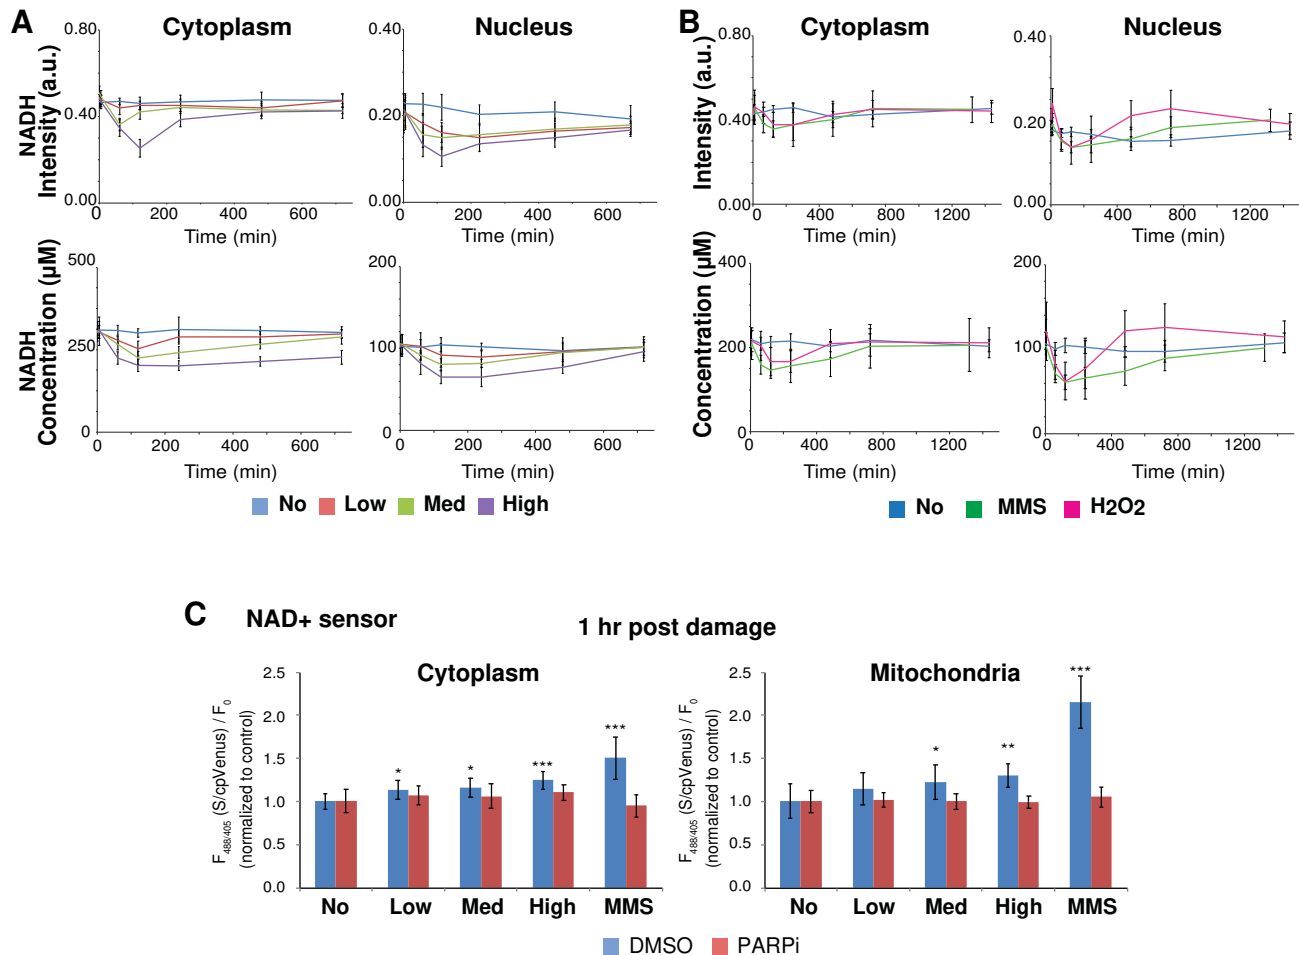 A
Cytoplasm
Nucleus
NADH
Intensity (a.u.)
0.80
0.40
0.00
0 200 400 600
Time (min)
0.40
0.20
0.00
0 200 400 600
Time (min)
NADH
Concentration (µM)
500
250
0
0 200 400 600
Time (min)
200
100
0
0 200 400 600
Time (min)
No Low Med High
B
Cytoplasm
Nucleus
Intensity (a.u.)
0.80
0.40
0.00
0 400 800 1200
Time (min)
0.40
0.20
0.00
0 400 800 1200
Time (min)
Concentration (µM)
400
200
0
0 400 800 1200
Time (min)
200
100
0
0 400 800 1200
Time (min)
No MMS H2O2
C
NAD+ sensor
1 hr post damage
Cytoplasm
F488/405 (S/cpVenus) / F0
(normalized to control)
2.5
2.0
1.5
1.0
0.5
0.0
* * *** ***
No Low Med High MMS
Mitochondria
F488/405 (S/cpVenus) / F0
(normalized to control)
2.5
2.0
1.5
1.0
0.5
0.0
* ** ***
No Low Med High MMS
DMSO PARPi